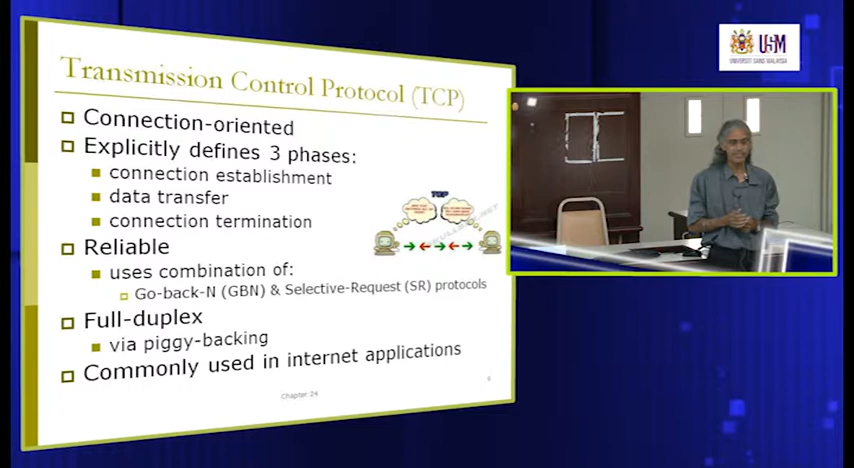 Transmission Control Protocol (TCP)
Connection-oriented
Explicitly defines 3 phases:
connection establishment
data transfer
connection termination
Reliable
uses combination of:
Go-back-N (GBN) & Selective-Request (SR) protocols
Full-duplex
via piggy-backing
Commonly used in internet applications
TCP
Chapter 24
USM
UNIVERSITI SAINS MALAYSIA